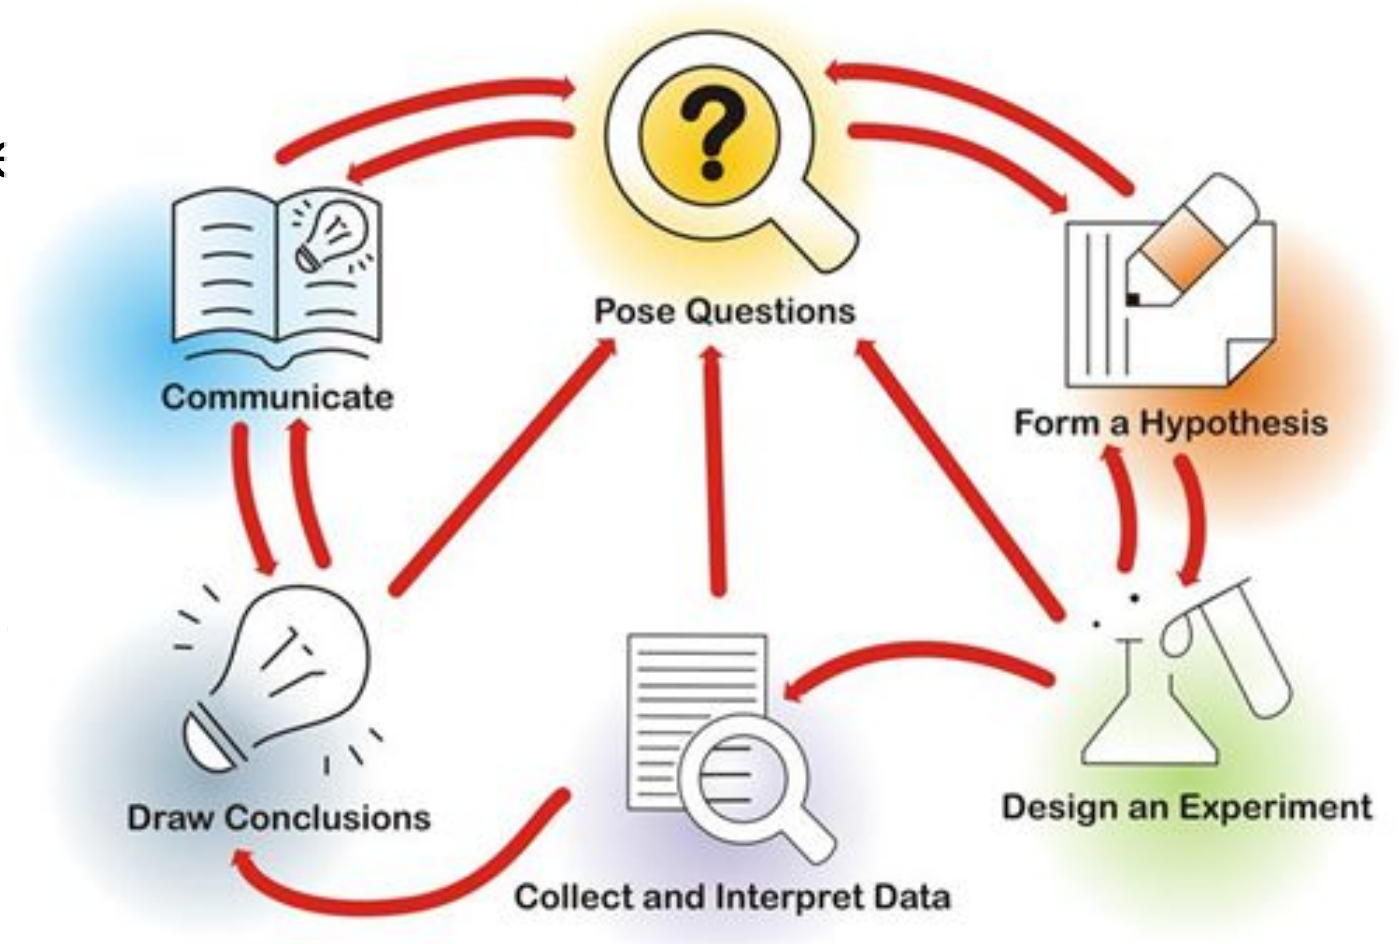 ?
Pose Questions
Communicate
Form a Hypothesis
Draw Conclusions
Design an Experiment
Collect and Interpret Data